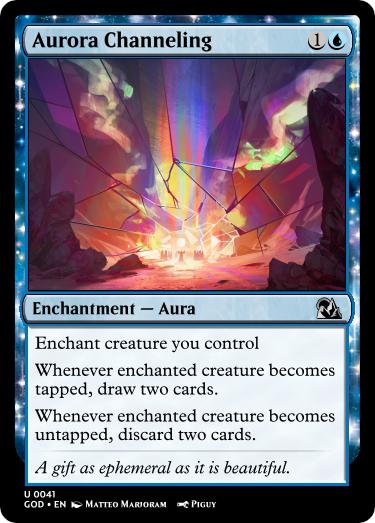 Aurora Channeling 1
Enchantment — Aura
Enchant creature you control
Whenever enchanted creature becomes
tapped, draw two cards.
Whenever enchanted creature becomes
untapped, discard two cards.
A gift as ephemeral as it is beautiful.
U 0041
GOD • EN Matteo Marjoram Piguy